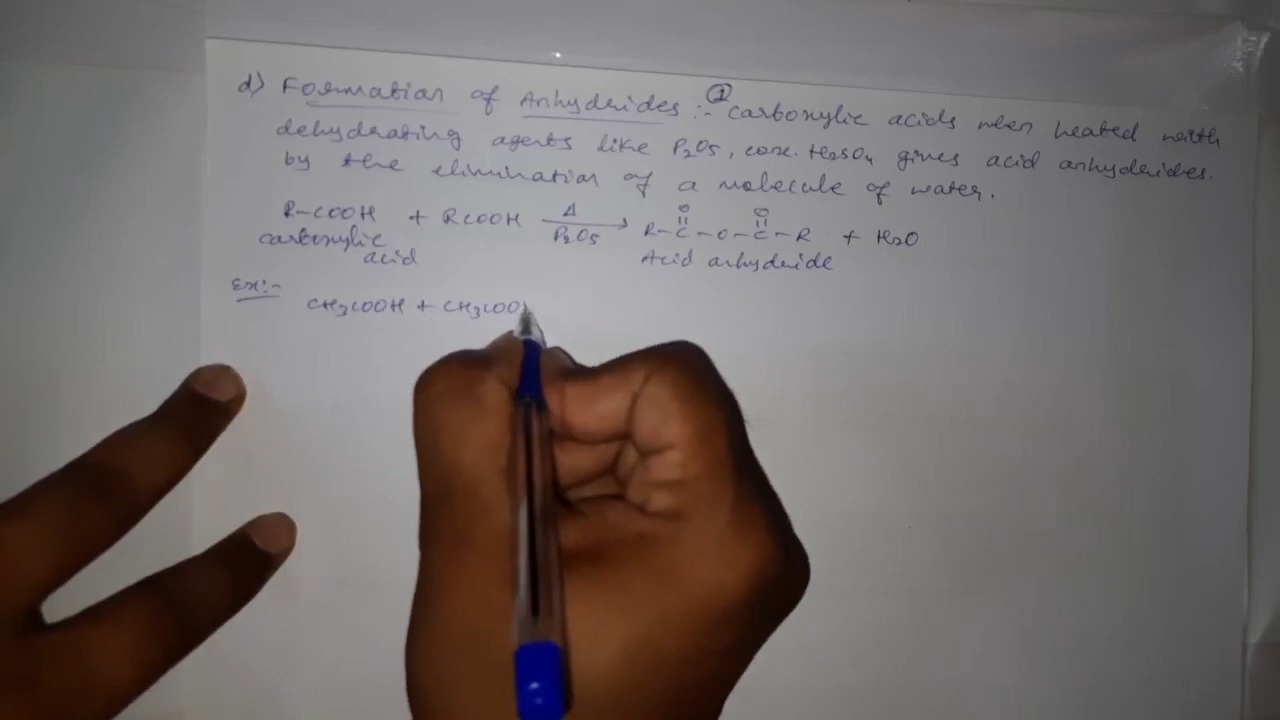 d) Formation of Anhydrides :- ① carboxylic acids when heated with
dehydrating agents like P₂O₅, conc. H₂SO₄ gives acid anhydrides.
by the elimination of a molecule of water.
O O
R-COOH + RCOOH Δ → R-C-O-C-R + H₂O
P₂O₅
carboxylic acid
Acid anhydride
Ex:-
CH₃COOH + CH₃COO